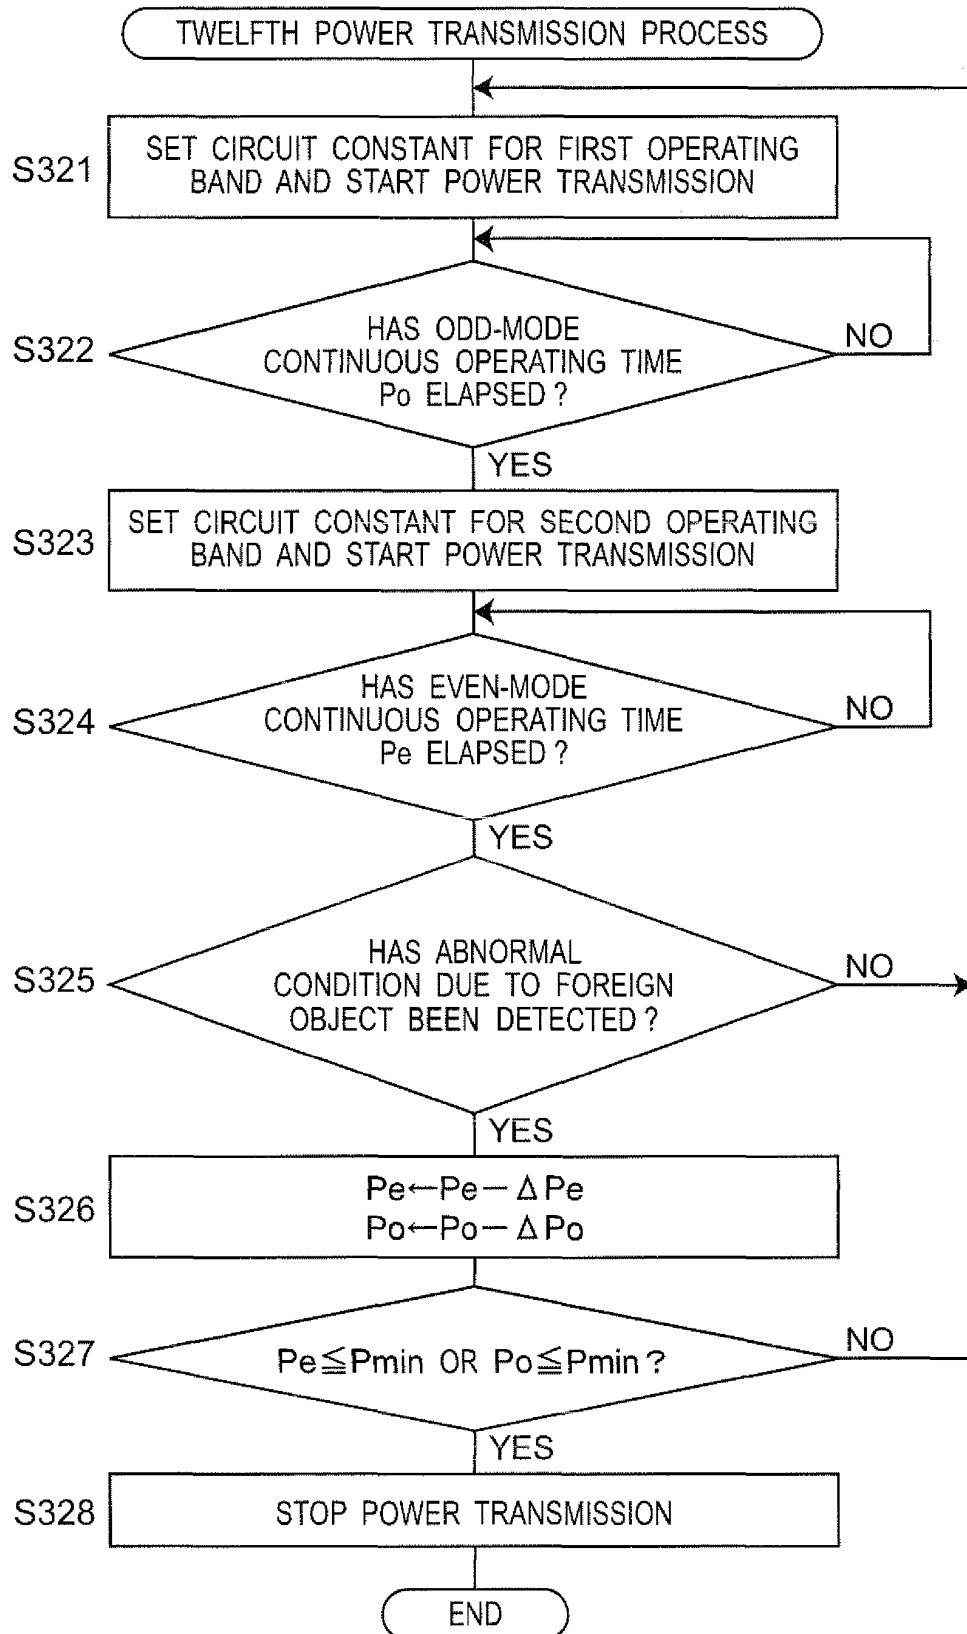 TWELFTH POWER TRANSMISSION PROCESS
S321
SET CIRCUIT CONSTANT FOR FIRST OPERATING
BAND AND START POWER TRANSMISSION
S322
HAS ODD-MODE
CONTINUOUS OPERATING TIME
Po ELAPSED?
NO
YES
S323
SET CIRCUIT CONSTANT FOR SECOND OPERATING
BAND AND START POWER TRANSMISSION
S324
HAS EVEN-MODE
CONTINUOUS OPERATING TIME
Pe ELAPSED?
NO
YES
S325
HAS ABNORMAL
CONDITION DUE TO FOREIGN
OBJECT BEEN DETECTED?
NO
YES
S326
Pe←Pe－ΔPe
Po←Po－ΔPo
S327
Pe≦Pmin OR Po≦Pmin?
NO
YES
S328
STOP POWER TRANSMISSION
END